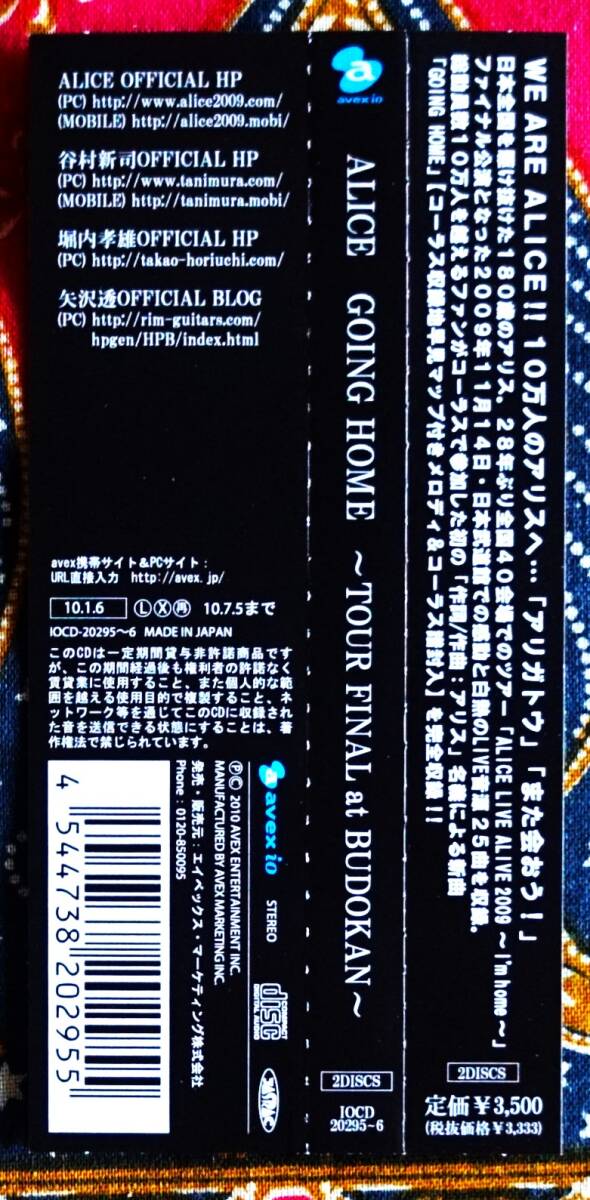 ALICE OFFICIAL HP
(PC) http://www.alice2009.com/
(MOBILE) http://alice2009.mobi/
谷村新司OFFICIAL HP
(PC) http://www.tanimura.com/
(MOBILE) http://tanimura.mobi/
堀内孝雄OFFICIAL HP
(PC) http://takao-horiuchi.com/
矢沢透OFFICIAL BLOG
(PC) http://rim-guitars.com/
hpgen/HPB/index.html
avex携帯サイト&PCサイト:
URL直接入力 http://avex.jp/
10.1.6 Ⓛ Ⓧ ㊞ 10.7.5まで
IOCD-20295〜6 MADE IN JAPAN
このCDは一定期間貸与非許諾商品です
が、この期間経過後も権利者の許諾なく
賃貸業に使用すること、また個人的な範
囲を越える使用目的で複製すること、ネ
ットワーク等を通じてこのCDに収録され
た音を送信できる状態にすることは、著
作権法で禁じられています。
4 544738 202955
Phone:0120-850095
発売・販売元:エイベックス・マーケティング株式会社
MANUFACTURED BY AVEX MARKETING INC.
℗© 2010 AVEX ENTERTAINMENT INC.
avex io STEREO
COMPACT disc DIGITAL AUDIO
avex io
ALICE GOING HOME 〜TOUR FINAL at BUDOKAN〜
2DISCS
IOCD
20295~6
WE ARE ALICE!! 10万人のアリスへ…「アリガトウ」「また会おう!」
日本全国を駆け抜けた180歳のアリス。28年ぶり全国40会場でのツアー「ALICE LIVE ALIVE 2009 〜I'm home〜」
ファイナル公演となった2009年11月14日・日本武道館での感動と白熱のLIVE音源 25曲を収録。
総動員数10万人を越えるファンがコーラスで参加した初の「作詞/作曲:アリス」名義による新曲
「GOING HOME」[コーラス収録地早見マップ付きメロディ&コーラス譜封入]を完全収録!!
2DISCS
定価¥3,500
(税抜価格¥3,333)